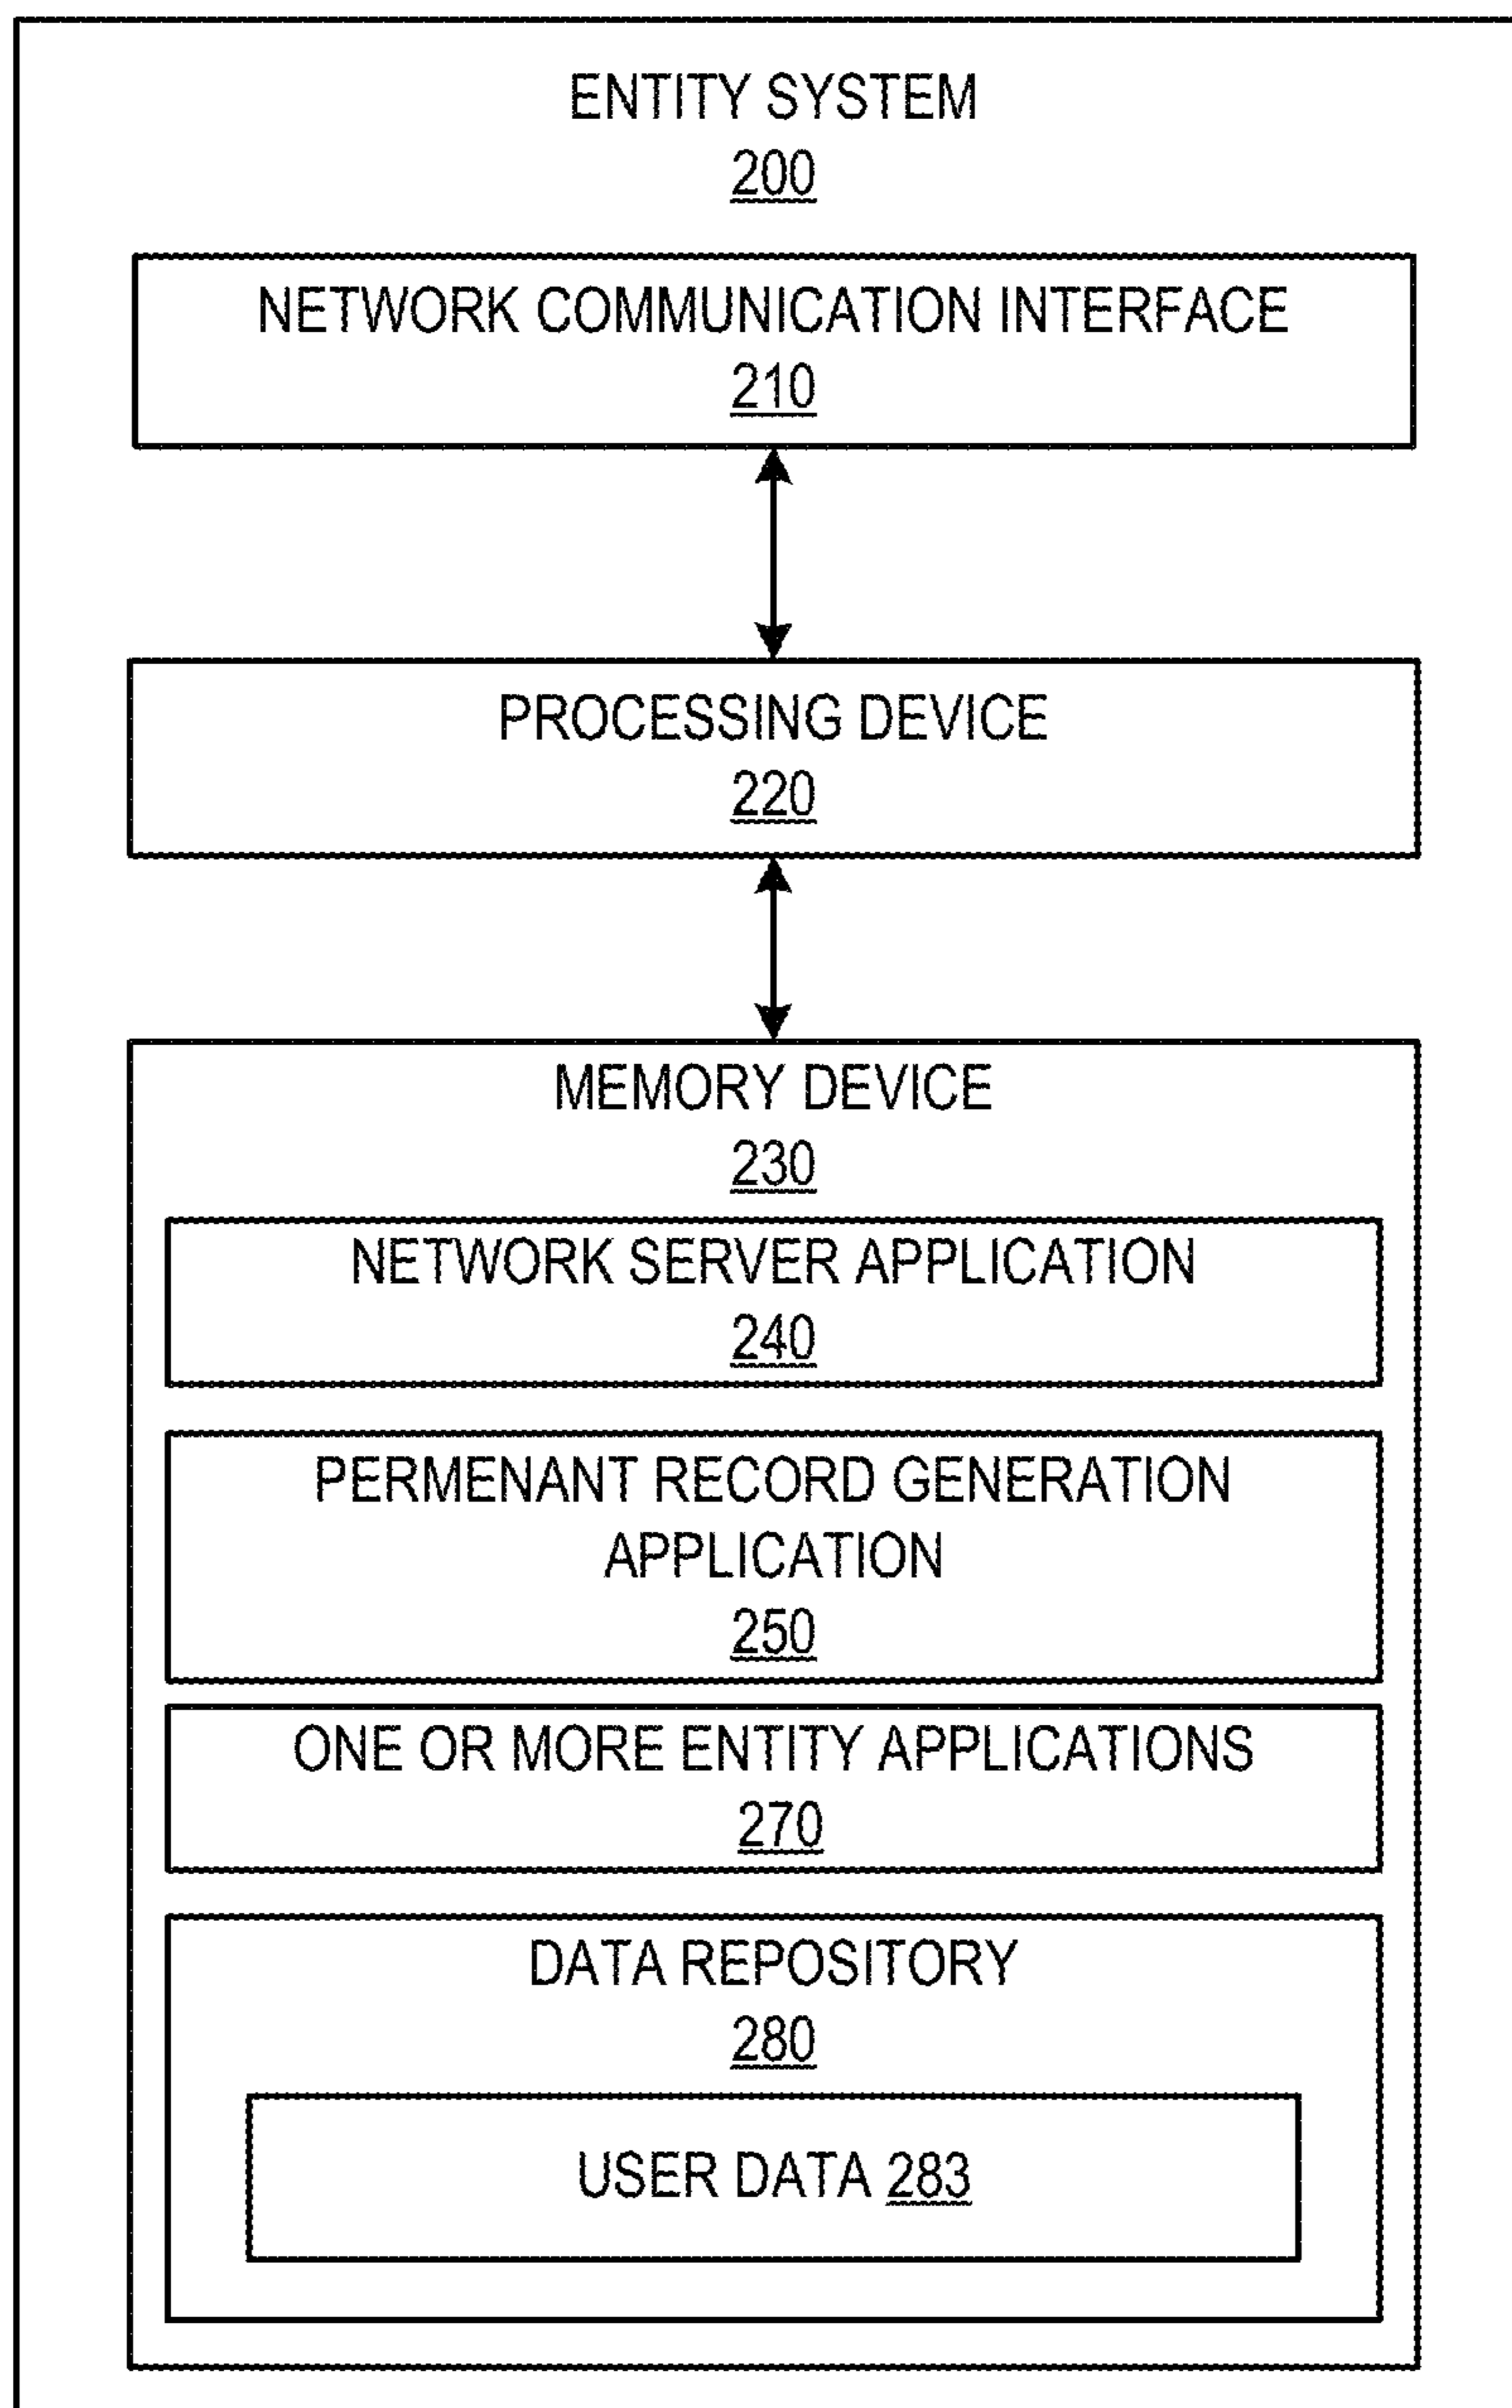 ENTITY SYSTEM
200
NETWORK COMMUNICATION INTERFACE
210
PROCESSING DEVICE
220
MEMORY DEVICE
230
NETWORK SERVER APPLICATION
240
PERMENANT RECORD GENERATION
APPLICATION
250
ONE OR MORE ENTITY APPLICATIONS
270
DATA REPOSITORY
280
USER DATA 283